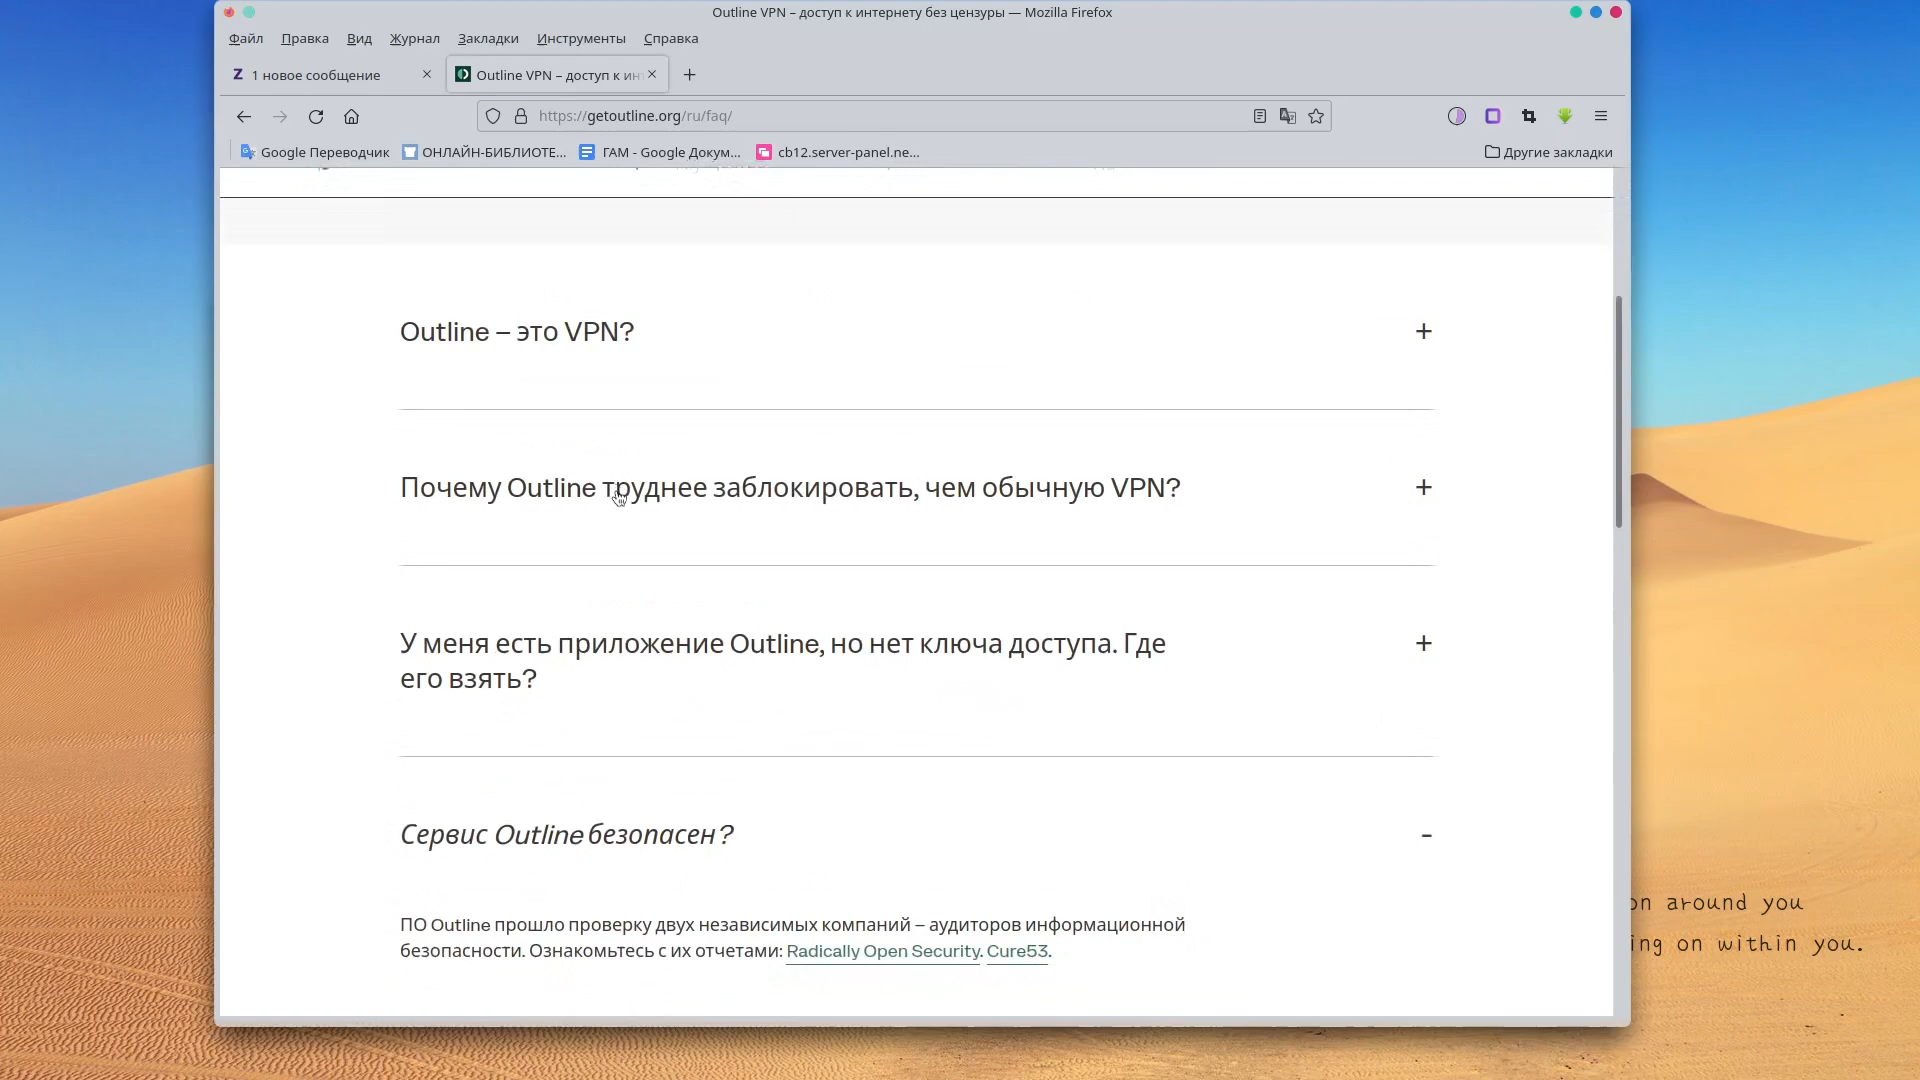 Outline VPN – доступ к интернету без цензуры — Mozilla Firefox
Файл Правка Вид Журнал Закладки Инструменты Справка
1 новое сообщение
Outline VPN – доступ к ин
https://getoutline.org/ru/faq/
Google Переводчик ОНЛАЙН-БИБЛИОТЕ... ГАМ - Google Докум... cb12.server-panel.ne... Другие закладки
Outline – это VPN? +
Почему Outline труднее заблокировать, чем обычную VPN? +
У меня есть приложение Outline, но нет ключа доступа. Где +
его взять?
Сервис Outline безопасен? -
ПО Outline прошло проверку двух независимых компаний – аудиторов информационной
безопасности. Ознакомьтесь с их отчетами: Radically Open Security. Cure53.
on around you
ing on within you.